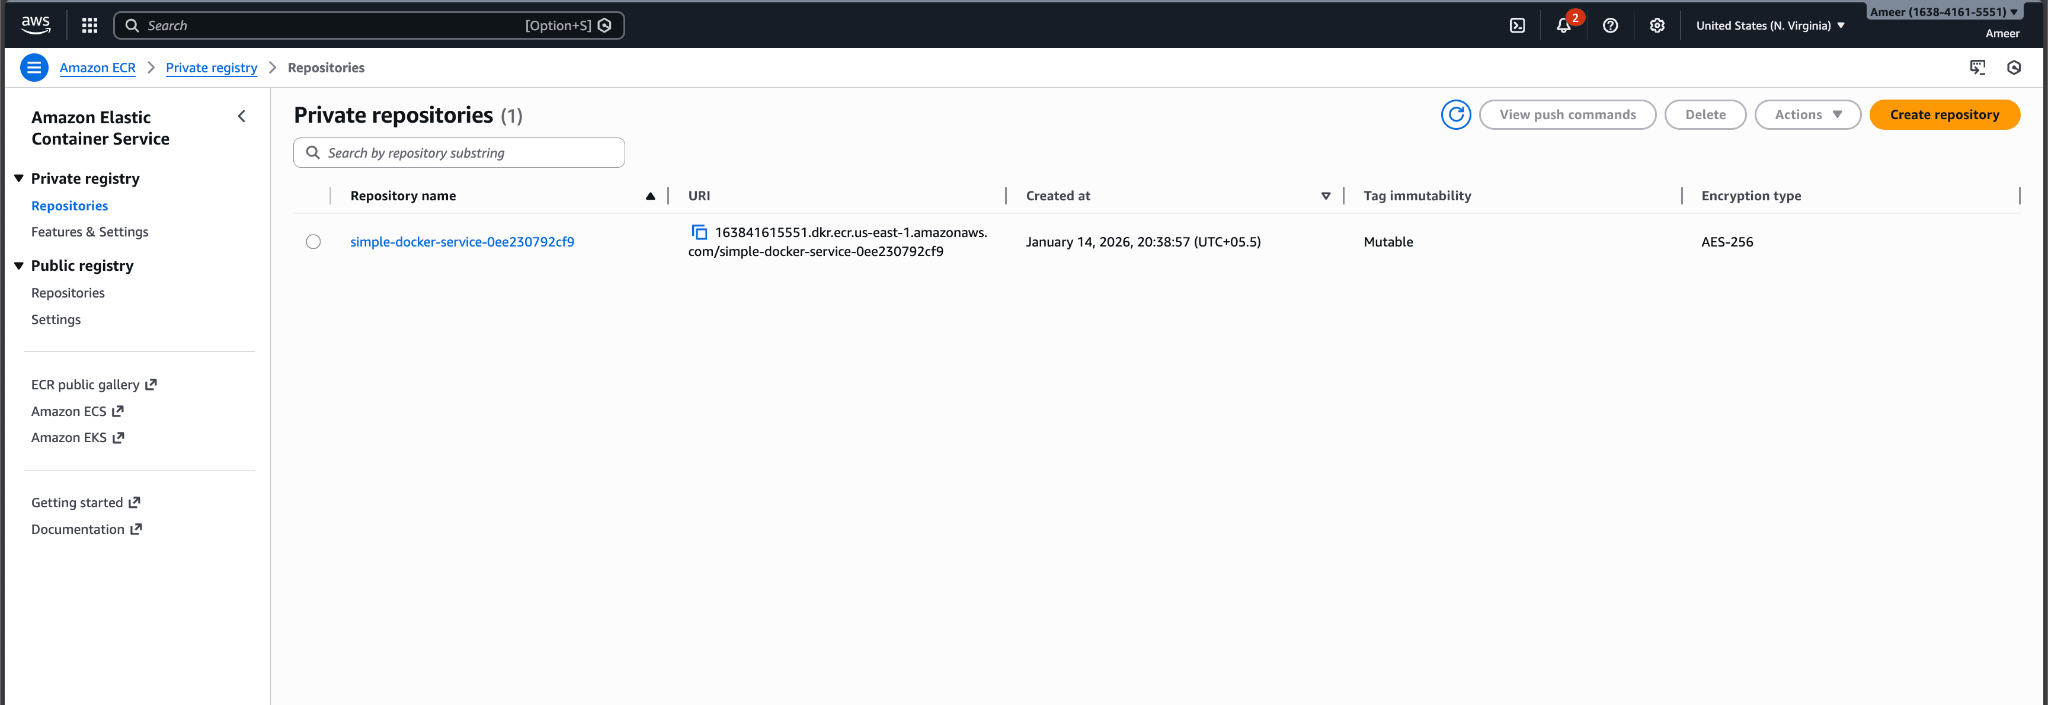 aws
Search [Option+S]
2
United States (N. Virginia) ▼
Ameer (1638-4161-5551) ▼
Ameer
Amazon ECR > Private registry > Repositories
Amazon Elastic
Container Service
Private registry
Repositories
Features & Settings
Public registry
Repositories
Settings
ECR public gallery
Amazon ECS
Amazon EKS
Getting started
Documentation
Private repositories (1)
View push commands
Delete
Actions ▼
Create repository
Search by repository substring
Repository name
URI
Created at
Tag immutability
Encryption type
simple-docker-service-0ee230792cf9
163841615551.dkr.ecr.us-east-1.amazonaws.
com/simple-docker-service-0ee230792cf9
January 14, 2026, 20:38:57 (UTC+05.5)
Mutable
AES-256